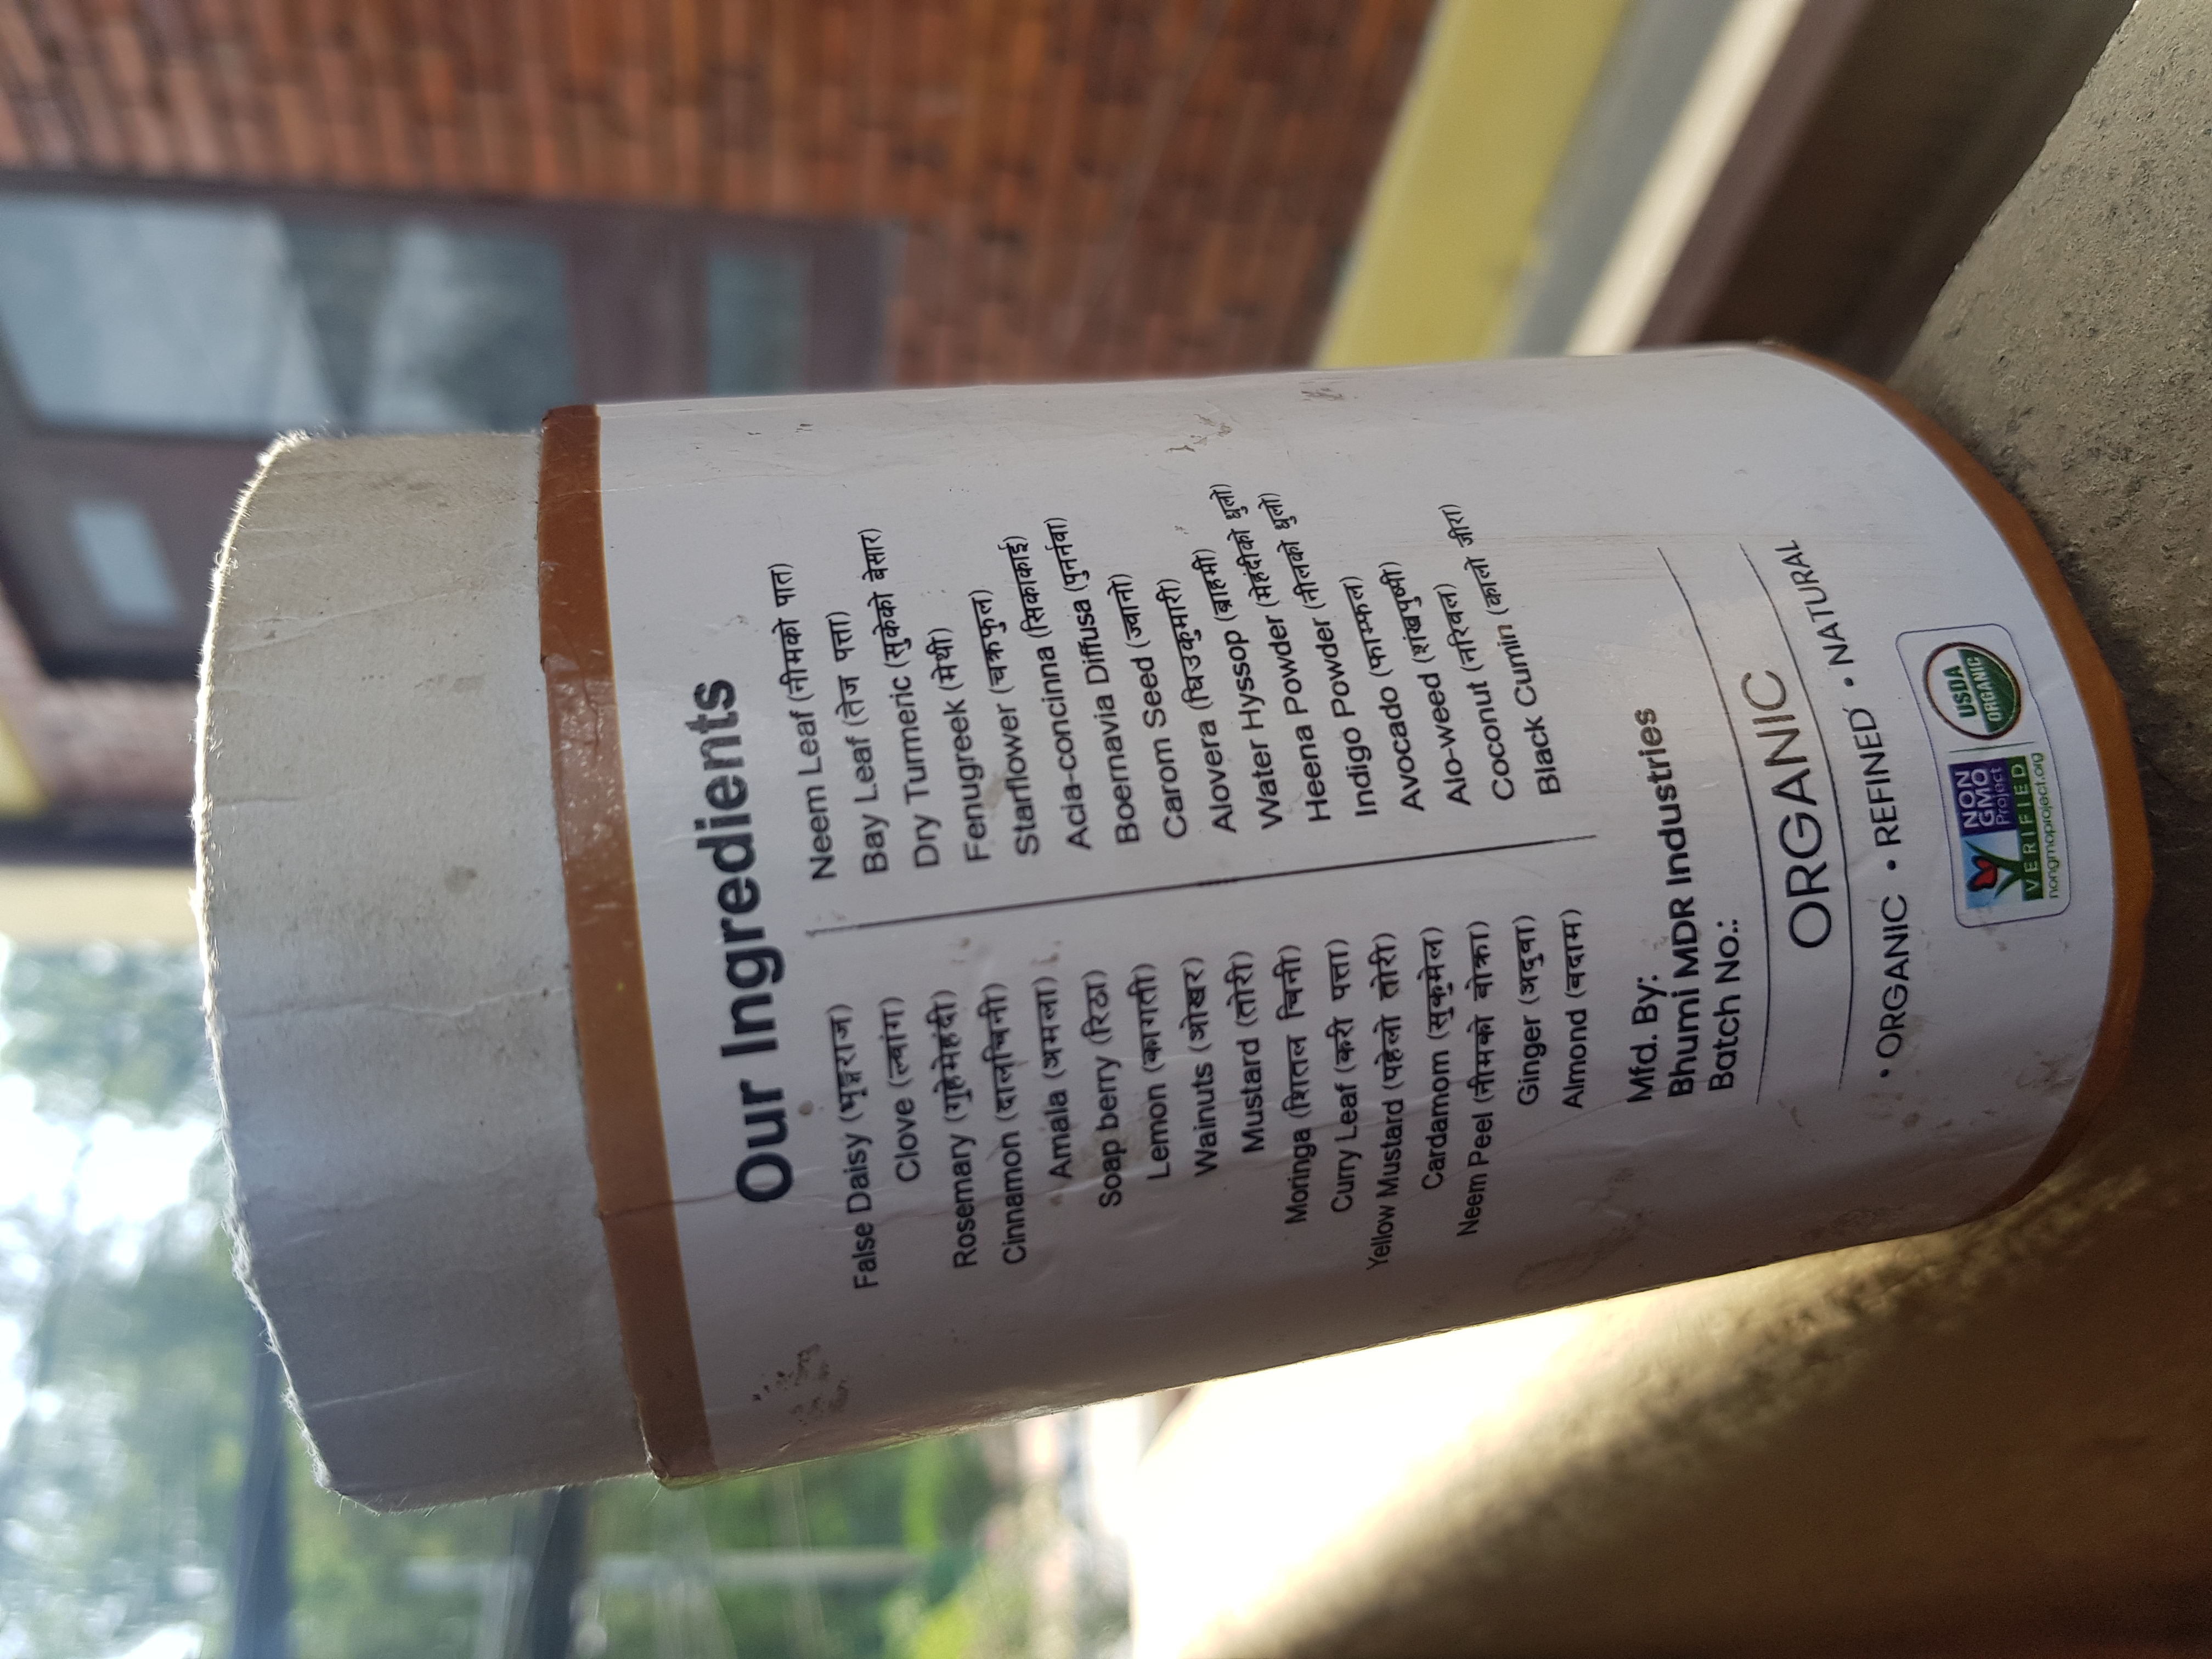 Our Ingredients
False Daisy (भृङ्गराज)
Clove (ल्वांग)
Rosemary (गुहेमेहंदी)
Cinnamon (दालचिनी)
Amala (अमला)
Soap berry (रिठा)
Lemon (कागती)
Wainuts (ओखर)
Mustard (तोरी)
Moringa (शितल चिनी)
Curry Leaf (करी पत्ता)
Yellow Mustard (पहेलो तोरी)
Cardamom (सुकुमेल)
Neem Peel (नीमको बोक्रा)
Ginger (अदुवा)
Almond (बदाम)
Neem Leaf (नीमको पात)
Bay Leaf (तेज पत्ता)
Dry Turmeric (सुकेको बेसार)
Fenugreek (मेथी)
Starflower (चक्रफुल)
Acia-concinna (सिकाकाई)
Boernavia Diffusa (पुनर्नवा)
Carom Seed (ज्वानो)
Alovera (घिउकुमारी)
Water Hyssop (ब्राहमी)
Heena Powder (मेहंदीको धुलो)
Indigo Powder (नीलको धुलो)
Avocado (फाम्फल)
Alo-weed (शंखपुष्पी)
Coconut (नरिवल)
Black Cumin (कालो जीरा)
Mfd. By:
Bhumi MDR Industries
Batch No.:
ORGANIC
• ORGANIC • REFINED • NATURAL
NON
GMO
Project
VERIFIED
nongmoproject.org
USDA
ORGANIC